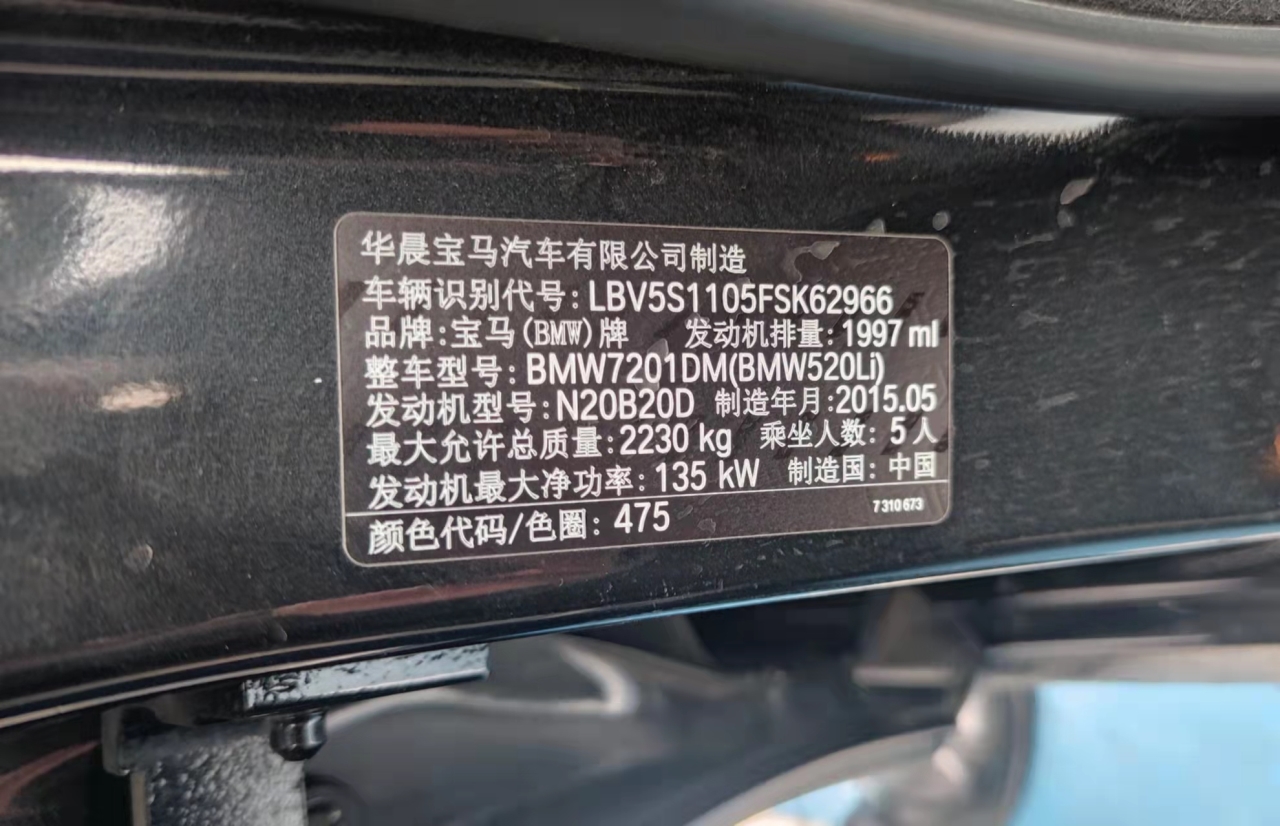 华晨宝马汽车有限公司制造
车辆识别代号:LBV5S1105FSK62966
品牌:宝马(BMW)牌 发动机排量:1997 ml
整车型号:BMW7201DM(BMW520Li)
发动机型号:N20B20D 制造年月:2015.05
最大允许总质量:2230 kg 乘坐人数:5人
发动机最大净功率:135 kW 制造国:中国
颜色代码/色圈:475 7 310 673